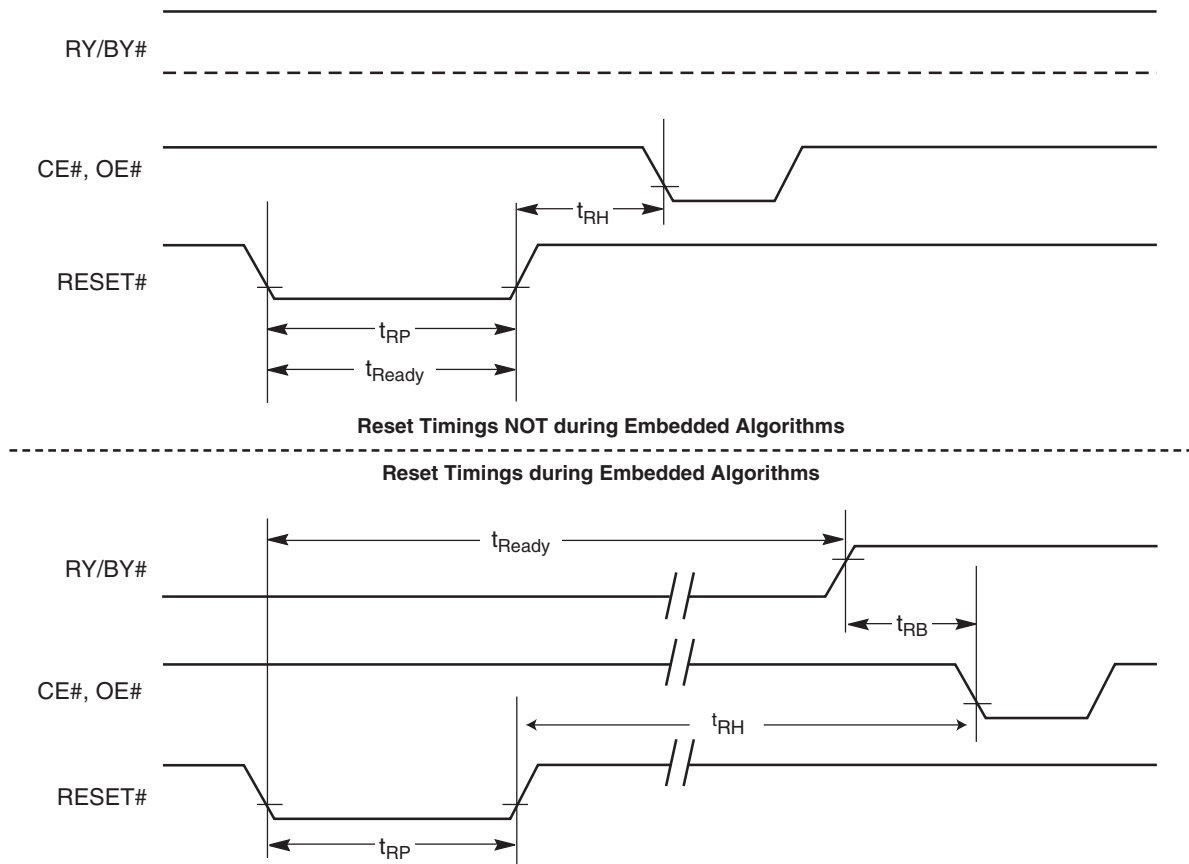 RY/BY#
CE#, OE#
tRH
RESET#
tRP
tReady
Reset Timings NOT during Embedded Algorithms
Reset Timings during Embedded Algorithms
tReady
RY/BY#
tRB
CE#, OE#
tRH
RESET#
tRP